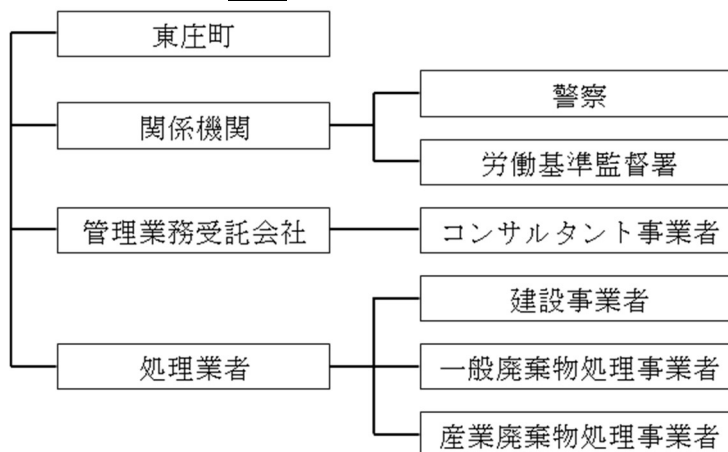 東庄町
関係機関
警察
労働基準監督署
管理業務受託会社
コンサルタント事業者
処理業者
建設事業者
一般廃棄物処理事業者
産業廃棄物処理事業者